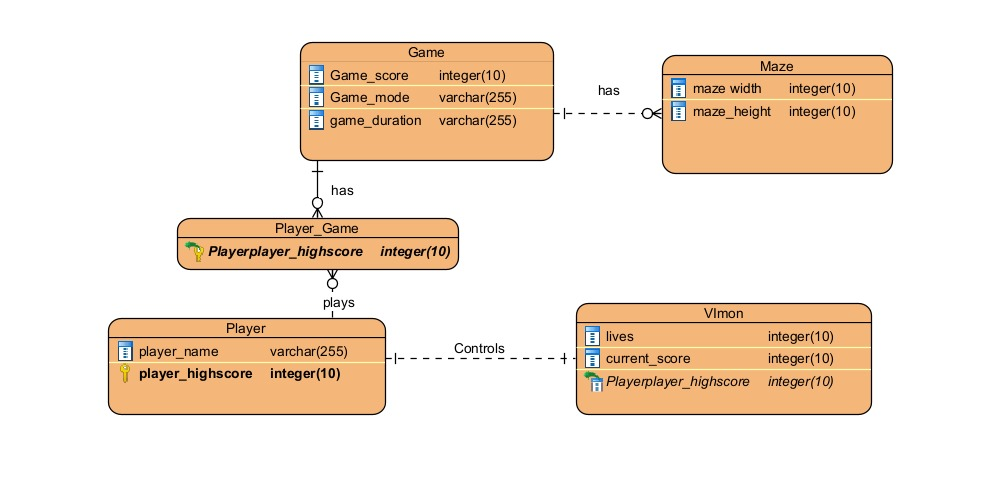 Game
Game_score integer(10)
Game_mode varchar(255)
game_duration varchar(255)
has
Maze
maze width integer(10)
maze_height integer(10)
has
Player_Game
Playerplayer_highscore integer(10)
plays
Player
player_name varchar(255)
player_highscore integer(10)
Controls
VImon
lives integer(10)
current_score integer(10)
Playerplayer_highscore integer(10)